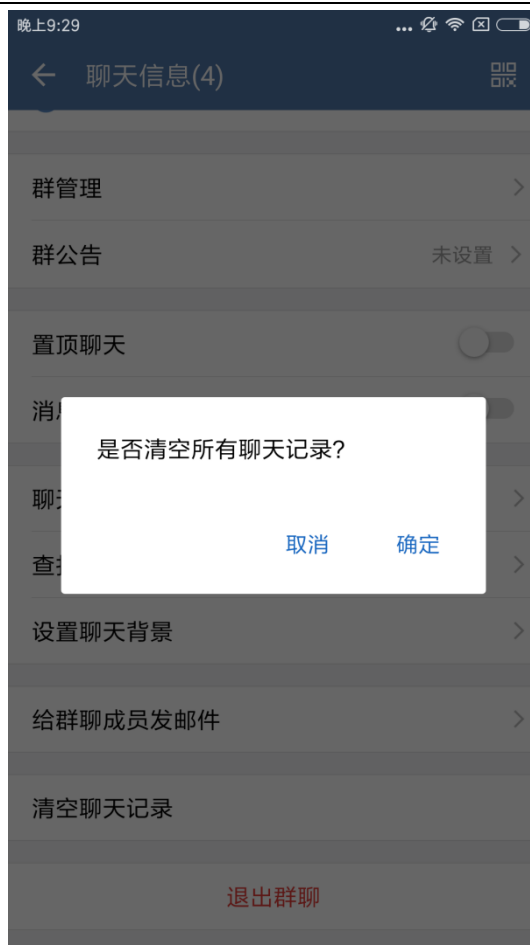 晚上9:29
聊天信息(4)
群管理
群公告 未设置
置顶聊天
消息
是否清空所有聊天记录?
取消 确定
聊天
查找
设置聊天背景
给群聊成员发邮件
清空聊天记录
退出群聊